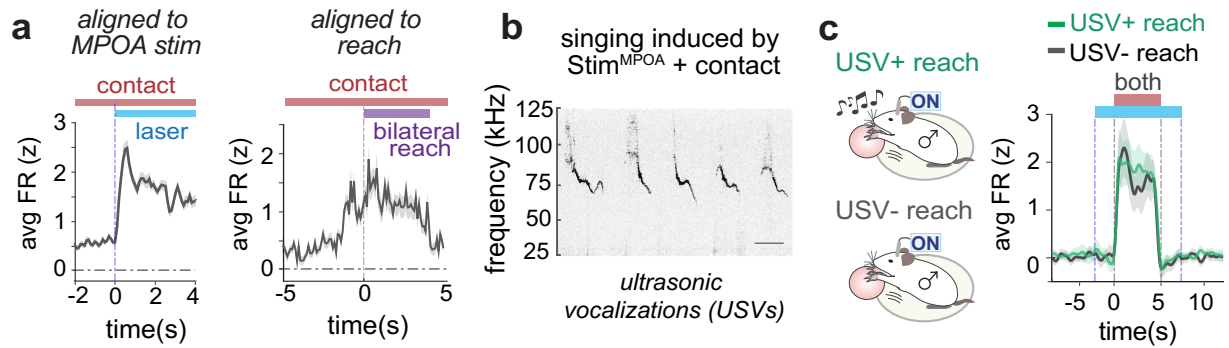 a
aligned to
MPOA stim
contact
laser
avg FR (z)
3
2
1
0
-2
0
2
4
time(s)
aligned to
reach
contact
bilateral
reach
avg FR (z)
2
1
0
-5
0
5
time(s)
b
singing induced by
Stim^MPOA + contact
frequency (kHz)
125
100
75
50
25
ultrasonic
vocalizations (USVs)
c
USV+ reach
ON
♂
USV- reach
ON
♂
USV+ reach
USV- reach
both
avg FR (z)
3
2
1
0
-5
0
5
10
time(s)